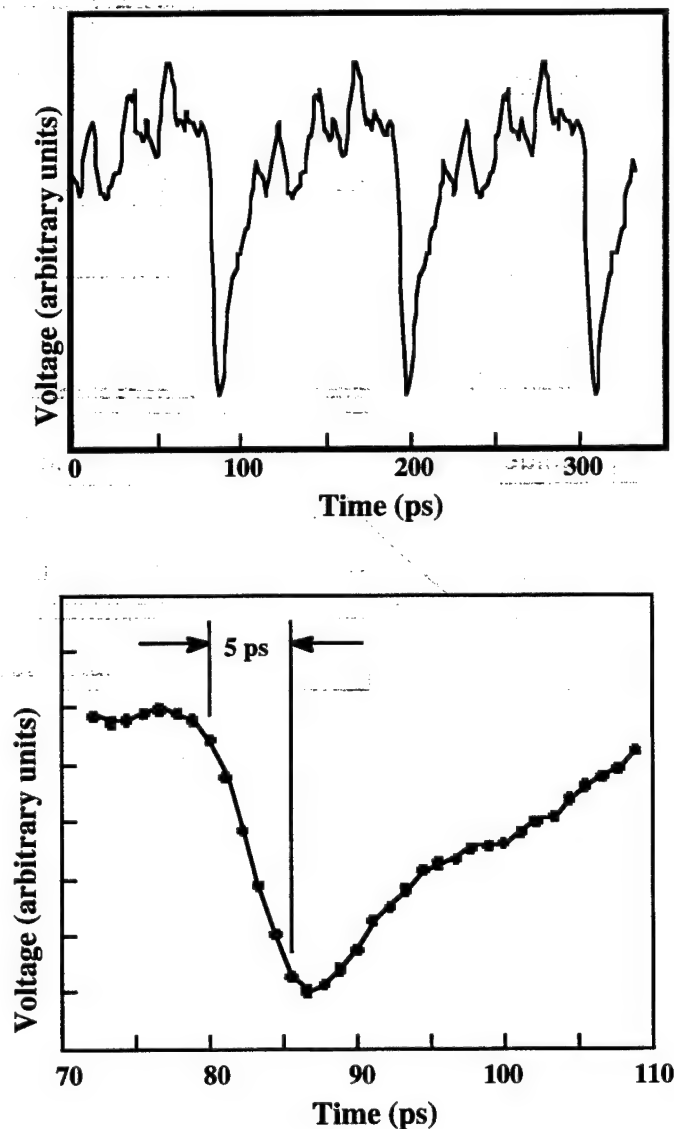 Voltage (arbitrary units)
0 100 200 300
Time (ps)
5 ps
Voltage (arbitrary units)
70 80 90 100 110
Time (ps)